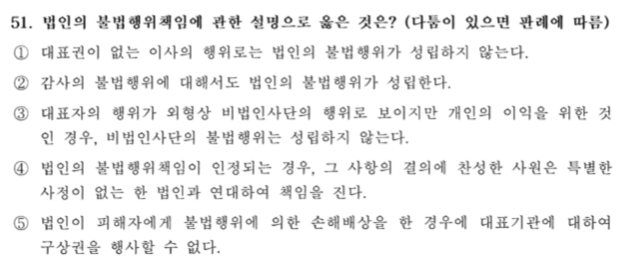 51. 법인의 불법행위책임에 관한 설명으로 옳은 것은? (다툼이 있으면 판례에 따름)
① 대표권이 없는 이사의 행위로는 법인의 불법행위가 성립하지 않는다.
② 감사의 불법행위에 대해서도 법인의 불법행위가 성립한다.
③ 대표자의 행위가 외형상 비법인사단의 행위로 보이지만 개인의 이익을 위한 것
인 경우, 비법인사단의 불법행위는 성립하지 않는다.
④ 법인의 불법행위책임이 인정되는 경우, 그 사항의 결의에 찬성한 사원은 특별한
사정이 없는 한 법인과 연대하여 책임을 진다.
⑤ 법인이 피해자에게 불법행위에 의한 손해배상을 한 경우에 대표기관에 대하여
구상권을 행사할 수 없다.